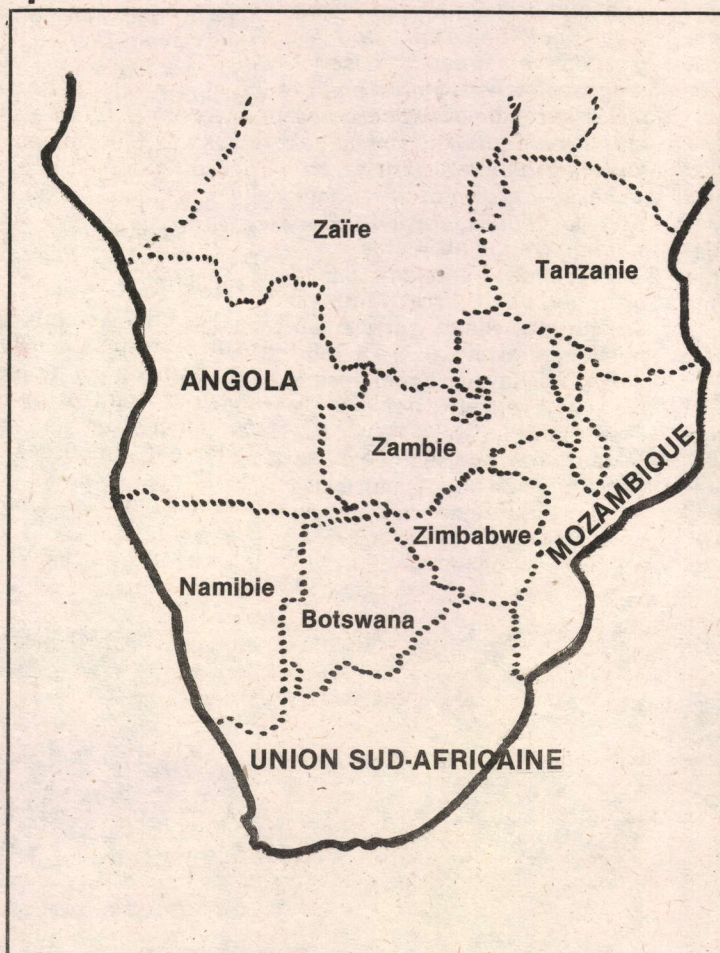 Zaïre
Tanzanie
ANGOLA
Zambie
MOZAMBIQUE
Zimbabwe
Namibie
Botswana
UNION SUD-AFRICAINE